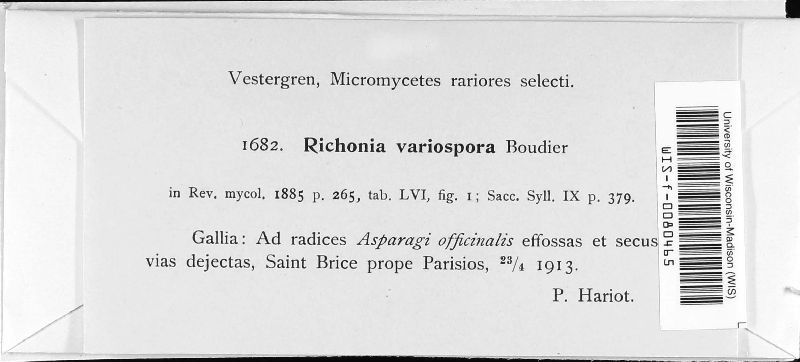 Vestergren, Micromycetes rariores selecti.
1682. Richonia variospora Boudier
in Rev. mycol. 1885 p. 265, tab. LVI, fig. 1; Sacc. Syll. IX p. 379.
Gallia: Ad radices Asparagi officinalis effossas et secus
vias dejectas, Saint Brice prope Parisios, 23/4 1913.
P. Hariot.
WIS-f-0080495
University of Wisconsin-Madison (WIS)